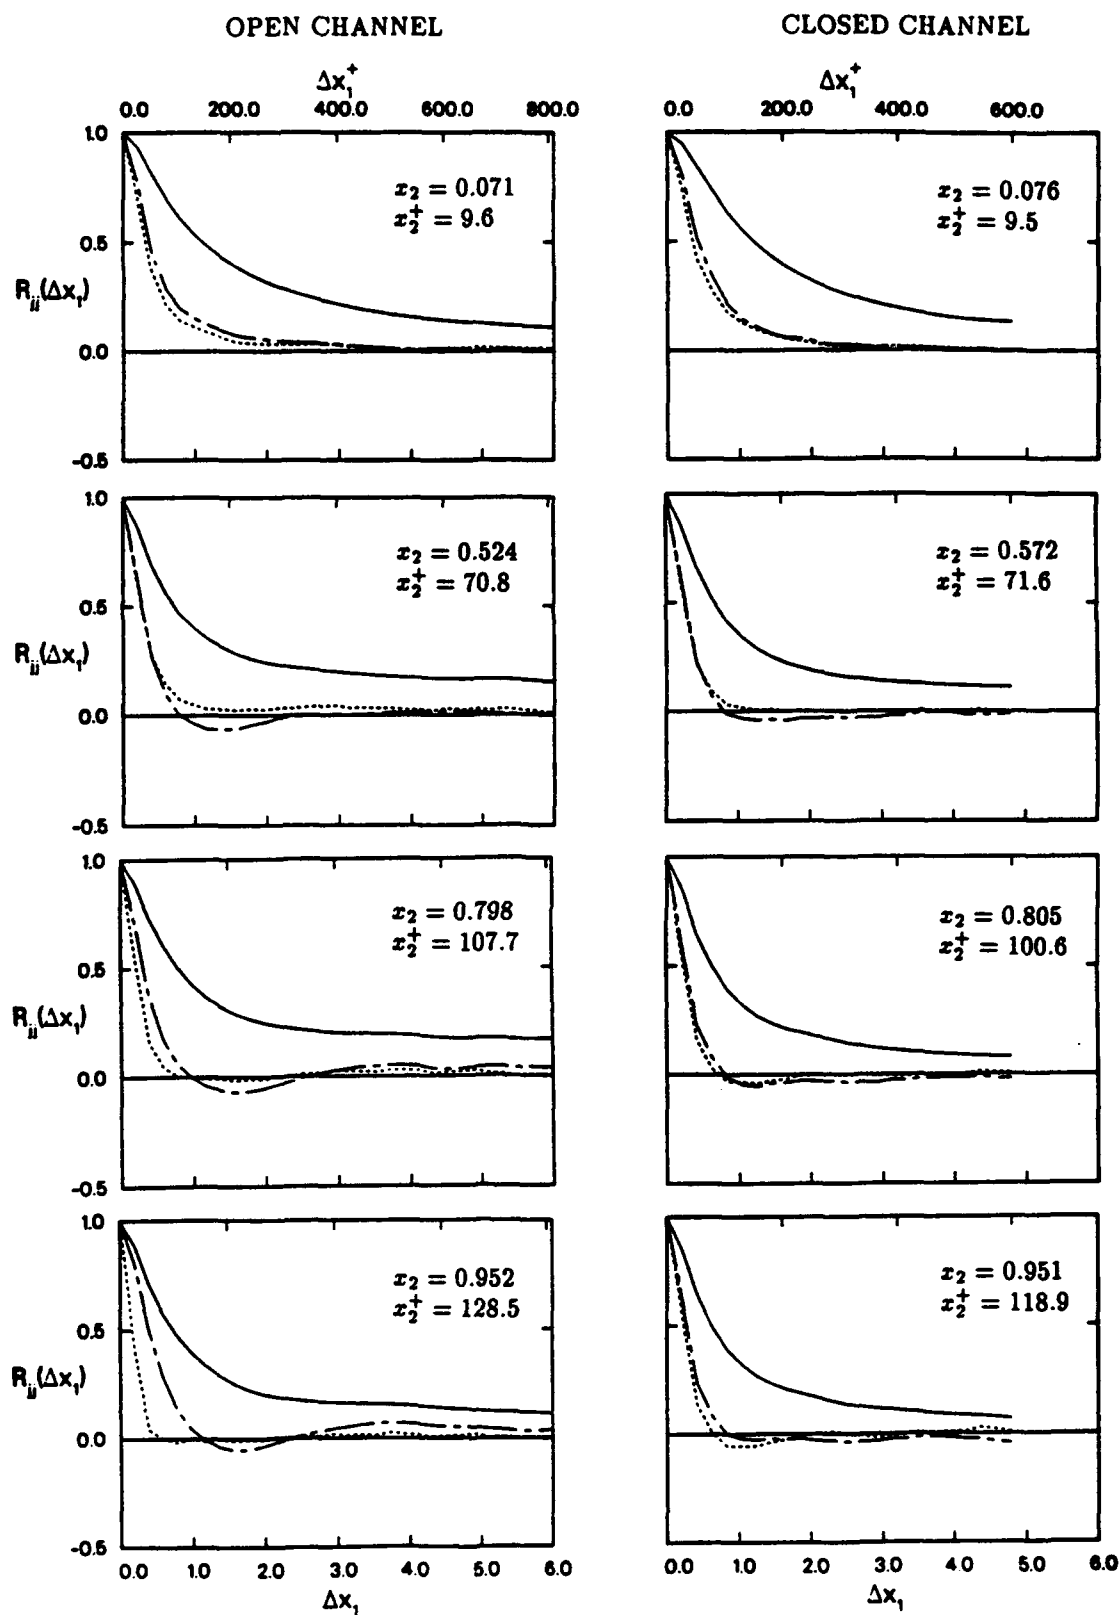 OPEN CHANNEL
CLOSED CHANNEL
Δx₁⁺
Δx₁⁺
0.0 200.0 400.0 600.0 800.0
0.0 200.0 400.0 600.0
1.0
x₂ = 0.071
x₂⁺ = 9.6
x₂ = 0.076
x₂⁺ = 9.5
0.5
R_jj(Δx₁)
0.0
-0.5
1.0
x₂ = 0.524
x₂⁺ = 70.8
x₂ = 0.572
x₂⁺ = 71.6
0.5
R_jj(Δx₁)
0.0
-0.5
1.0
x₂ = 0.798
x₂⁺ = 107.7
x₂ = 0.805
x₂⁺ = 100.6
0.5
R_jj(Δx₁)
0.0
-0.5
1.0
x₂ = 0.952
x₂⁺ = 128.5
x₂ = 0.951
x₂⁺ = 118.9
0.5
R_jj(Δx₁)
0.0
-0.5
0.0 1.0 2.0 3.0 4.0 5.0 6.0
0.0 1.0 2.0 3.0 4.0 5.0 6.0
Δx₁
Δx₁